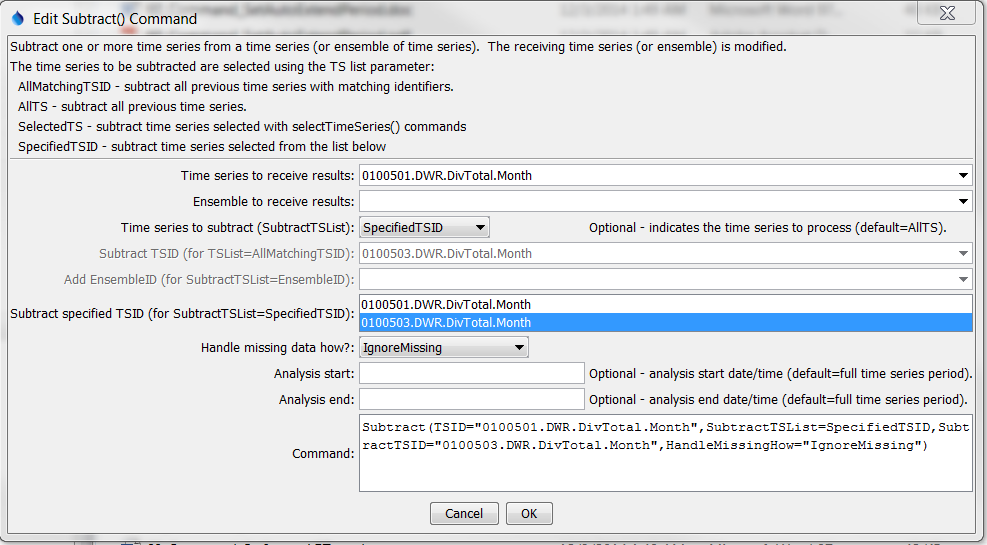 Edit Subtract() Command
Subtract one or more time series from a time series (or ensemble of time series).  The receiving time series (or ensemble) is modified.
The time series to be subtracted are selected using the TS list parameter:
AllMatchingTSID - subtract all previous time series with matching identifiers.
AllTS - subtract all previous time series.
SelectedTS - subtract time series selected with selectTimeSeries() commands
SpecifiedTSID - subtract time series selected from the list below
Time series to receive results: 0100501.DWR.DivTotal.Month
Ensemble to receive results:
Time series to subtract (SubtractTSList): SpecifiedTSID Optional - indicates the time series to process (default=AllTS).
Subtract TSID (for TSList=AllMatchingTSID): 0100503.DWR.DivTotal.Month
Add EnsembleID (for SubtractTSList=EnsembleID):
0100501.DWR.DivTotal.Month
Subtract specified TSID (for SubtractTSList=SpecifiedTSID):
0100503.DWR.DivTotal.Month
Handle missing data how?: IgnoreMissing
Analysis start: Optional - analysis start date/time (default=full time series period).
Analysis end: Optional - analysis end date/time (default=full time series period).
Command:
Subtract(TSID="0100501.DWR.DivTotal.Month",SubtractTSList=SpecifiedTSID,Subt
ractTSID="0100503.DWR.DivTotal.Month",HandleMissingHow="IgnoreMissing")
Cancel OK